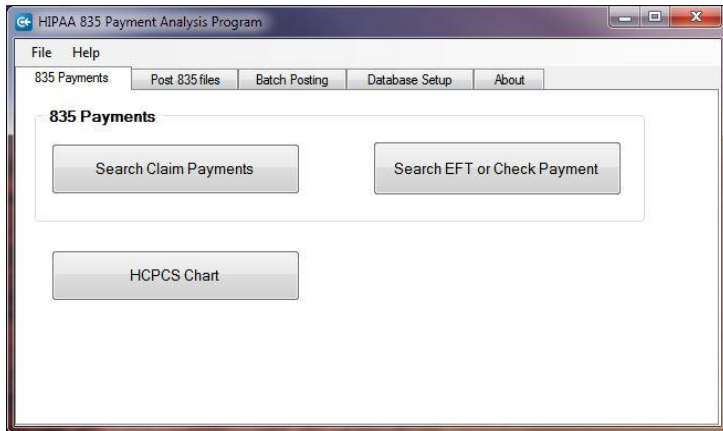 HIPAA 835 Payment Analysis Program
File Help
835 Payments Post 835 files Batch Posting Database Setup About
835 Payments
Search Claim Payments Search EFT or Check Payment
HCPCS Chart